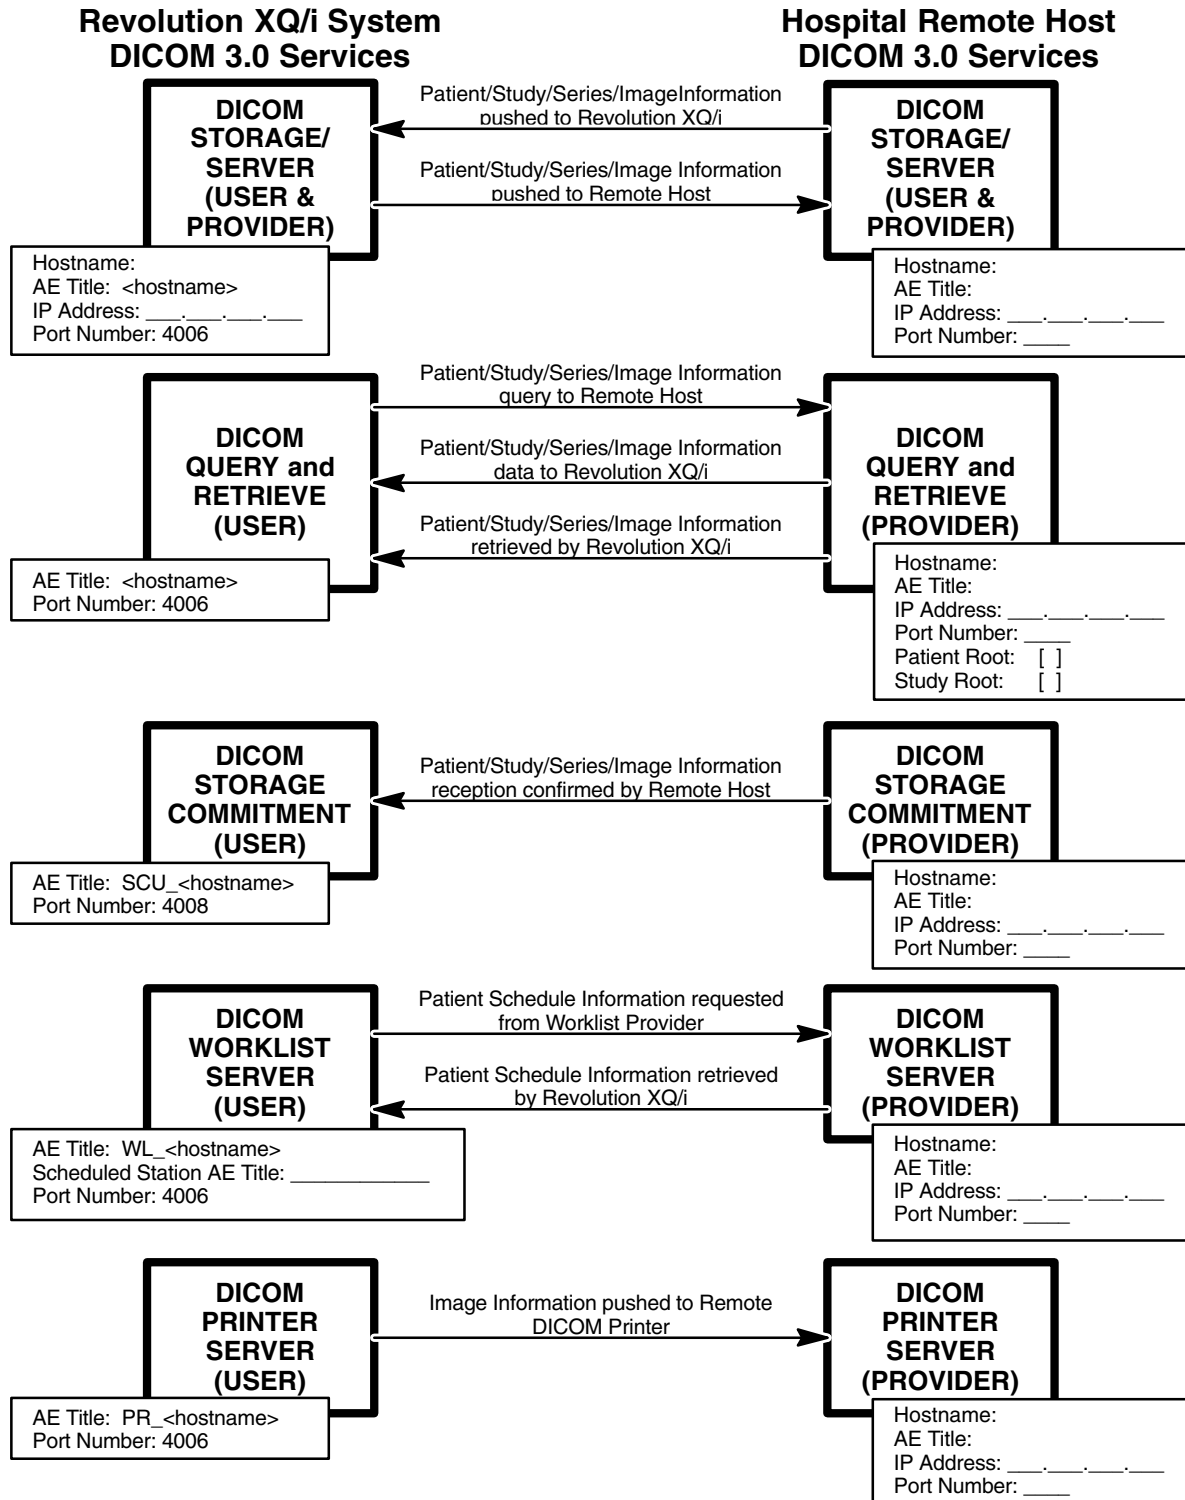 Revolution XQ/i System
DICOM 3.0 Services
Hospital Remote Host
DICOM 3.0 Services
DICOM
STORAGE/
SERVER
(USER &
PROVIDER)
Hostname:
AE Title: <hostname>
IP Address: ___.___.___.___
Port Number: 4006
Patient/Study/Series/ImageInformation
pushed to Revolution XQ/i
Patient/Study/Series/Image Information
pushed to Remote Host
DICOM
STORAGE/
SERVER
(USER &
PROVIDER)
Hostname:
AE Title:
IP Address: ___.___.___.___
Port Number: ____
DICOM
QUERY and
RETRIEVE
(USER)
AE Title: <hostname>
Port Number: 4006
Patient/Study/Series/Image Information
query to Remote Host
Patient/Study/Series/Image Information
data to Revolution XQ/i
Patient/Study/Series/Image Information
retrieved by Revolution XQ/i
DICOM
QUERY and
RETRIEVE
(PROVIDER)
Hostname:
AE Title:
IP Address: ___.___.___.___
Port Number: ____
Patient Root: [ ]
Study Root: [ ]
DICOM
STORAGE
COMMITMENT
(USER)
AE Title: SCU_<hostname>
Port Number: 4008
Patient/Study/Series/Image Information
reception confirmed by Remote Host
DICOM
STORAGE
COMMITMENT
(PROVIDER)
Hostname:
AE Title:
IP Address: ___.___.___.___
Port Number: ____
DICOM
WORKLIST
SERVER
(USER)
AE Title: WL_<hostname>
Scheduled Station AE Title: ____________
Port Number: 4006
Patient Schedule Information requested
from Worklist Provider
Patient Schedule Information retrieved
by Revolution XQ/i
DICOM
WORKLIST
SERVER
(PROVIDER)
Hostname:
AE Title:
IP Address: ___.___.___.___
Port Number: ____
DICOM
PRINTER
SERVER
(USER)
AE Title: PR_<hostname>
Port Number: 4006
Image Information pushed to Remote
DICOM Printer
DICOM
PRINTER
SERVER
(PROVIDER)
Hostname:
AE Title:
IP Address: ___.___.___.___
Port Number: ____